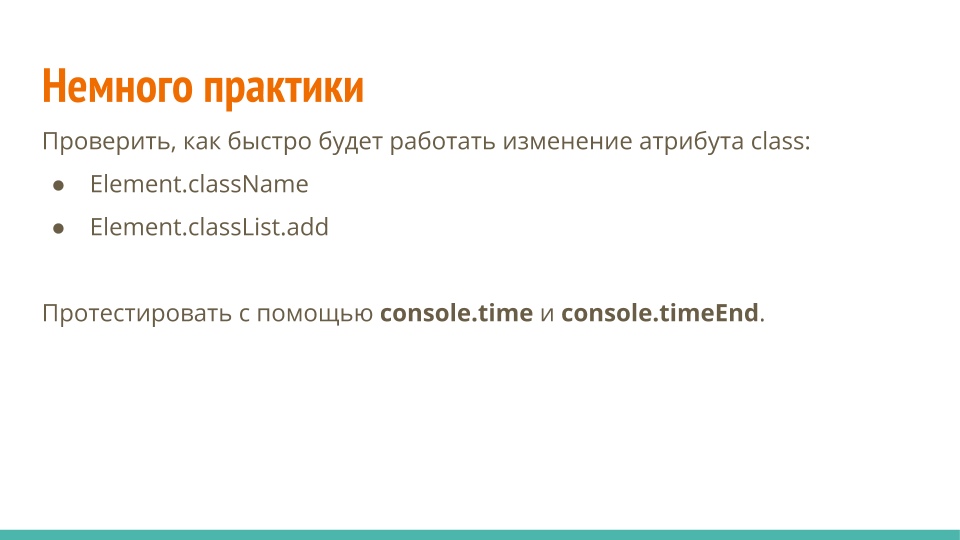 Немного практики
Проверить, как быстро будет работать изменение атрибута class:
● Element.className
● Element.classList.add
Протестировать с помощью console.time и console.timeEnd.